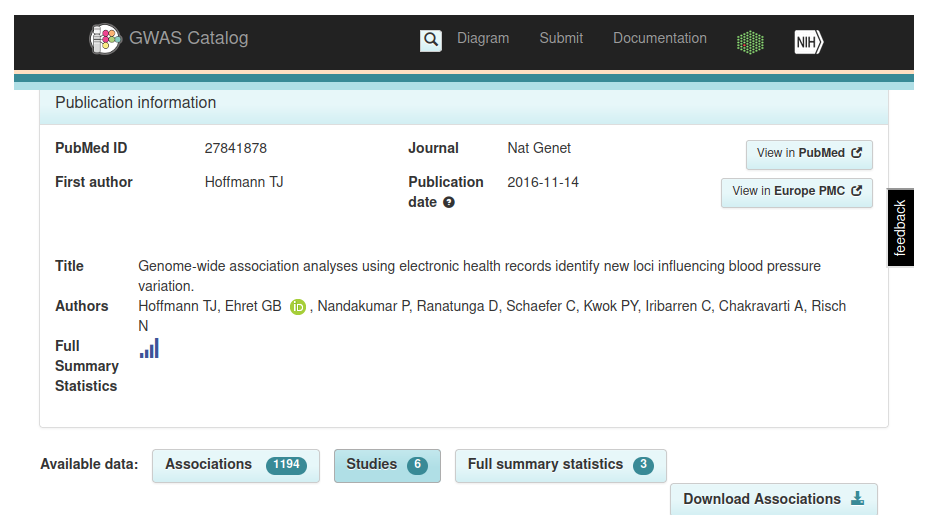 GWAS Catalog
Diagram Submit Documentation
NIH
Publication information
PubMed ID 27841878 Journal Nat Genet View in PubMed
First author Hoffmann TJ Publication date ? 2016-11-14 View in Europe PMC
feedback
Title Genome-wide association analyses using electronic health records identify new loci influencing blood pressure
variation.
Authors Hoffmann TJ, Ehret GB iD , Nandakumar P, Ranatunga D, Schaefer C, Kwok PY, Iribarren C, Chakravarti A, Risch
N
Full
Summary
Statistics
Available data: Associations 1194 Studies 6 Full summary statistics 3
Download Associations